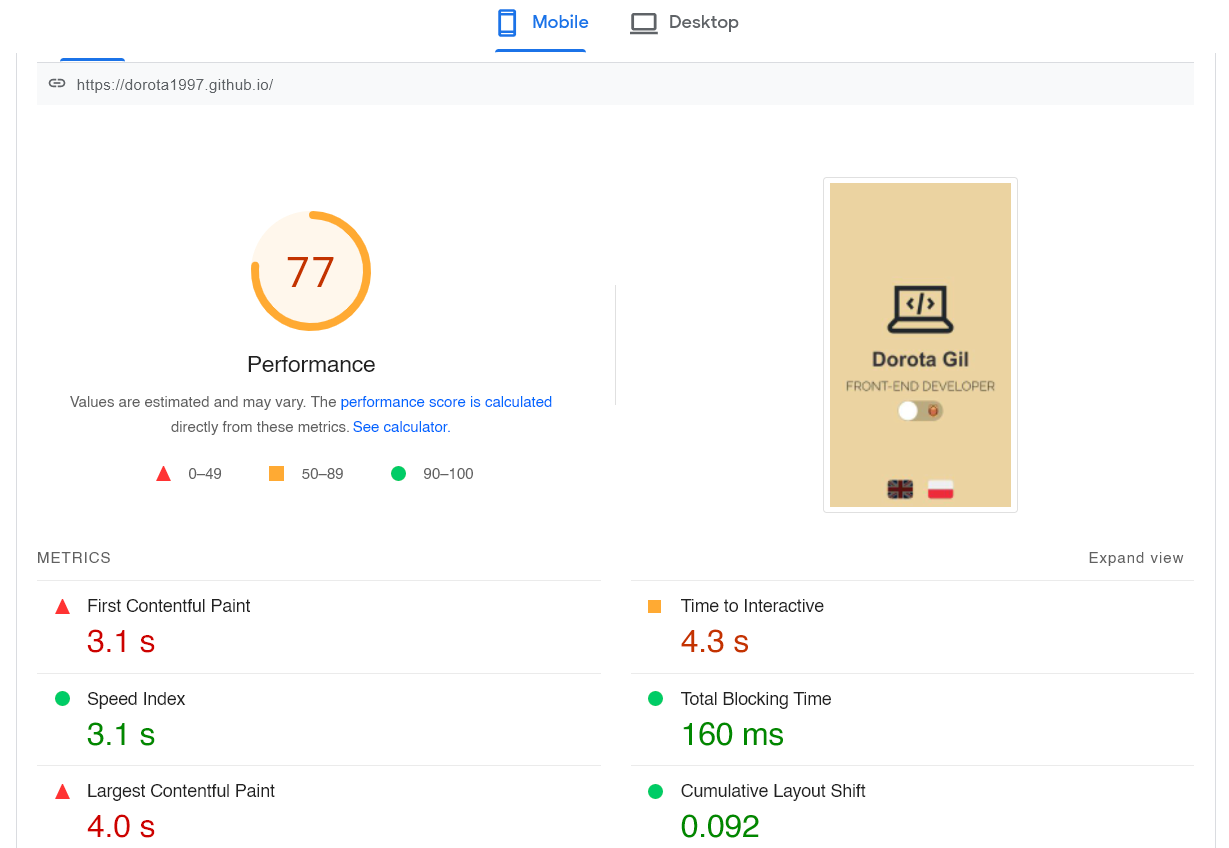 Mobile
Desktop
https://dorota1997.github.io/
77
Performance
Values are estimated and may vary. The performance score is calculated
directly from these metrics. See calculator.
0–49
50–89
90–100
</>
Dorota Gil
FRONT-END DEVELOPER
METRICS
Expand view
First Contentful Paint
3.1 s
Time to Interactive
4.3 s
Speed Index
3.1 s
Total Blocking Time
160 ms
Largest Contentful Paint
4.0 s
Cumulative Layout Shift
0.092